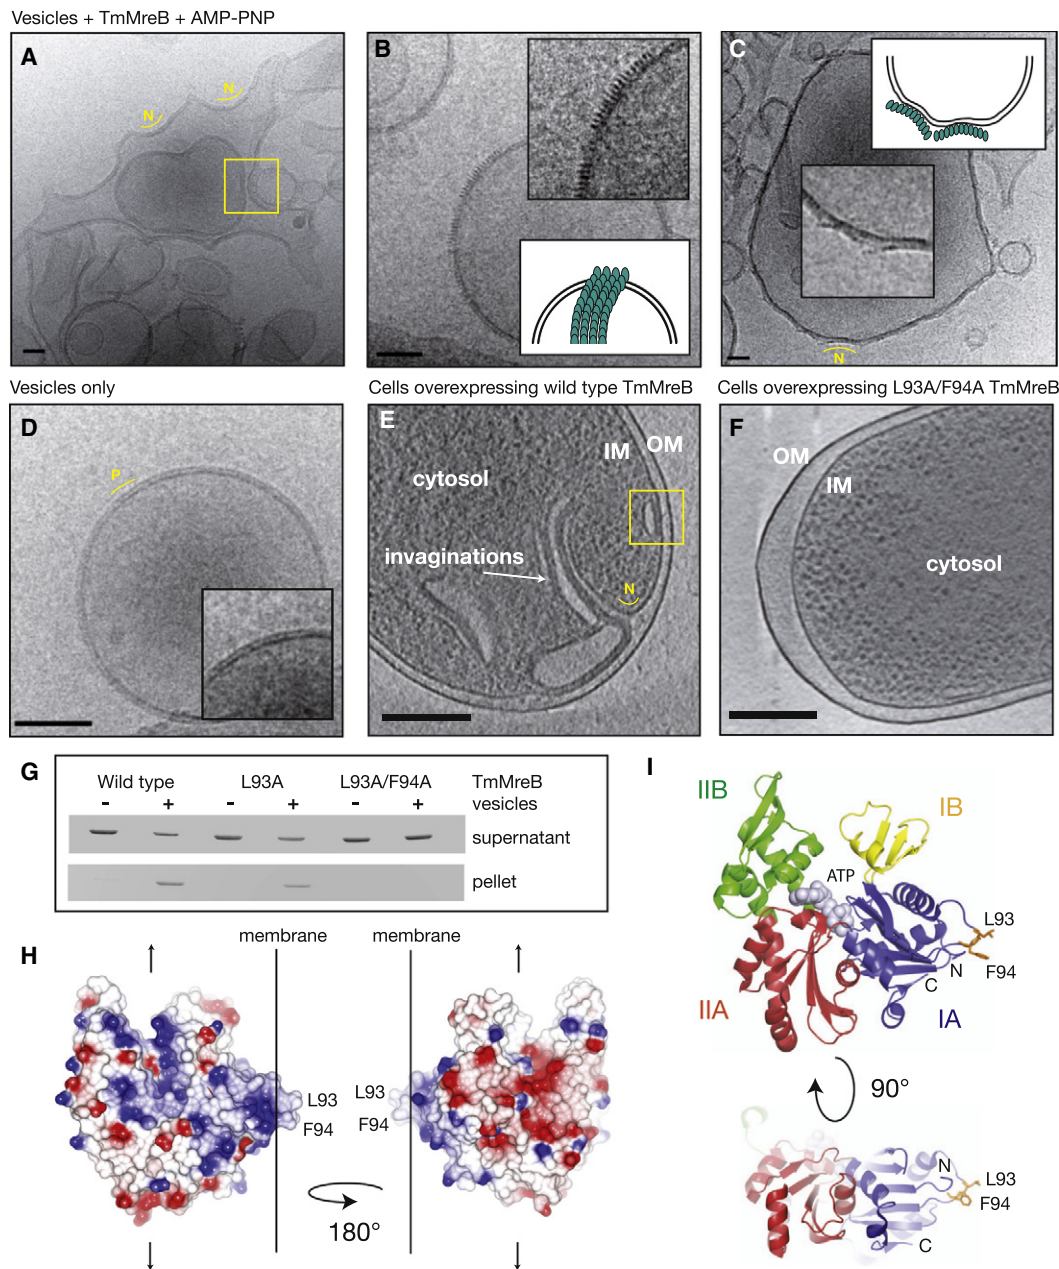 Vesicles + TmMreB + AMP-PNP
A
N
N
B
C
N
Vesicles only
Cells overexpressing wild type TmMreB
Cells overexpressing L93A/F94A TmMreB
D
P
E
IM
OM
cytosol
invaginations
N
F
OM
IM
cytosol
G
Wild type L93A L93A/F94A TmMreB
- + - + - + vesicles
supernatant
pellet
H
membrane
membrane
L93
F94
L93
F94
180°
I
IIB
IB
ATP
L93
N
F94
C
IIA
IA
90°
N
L93
F94
C